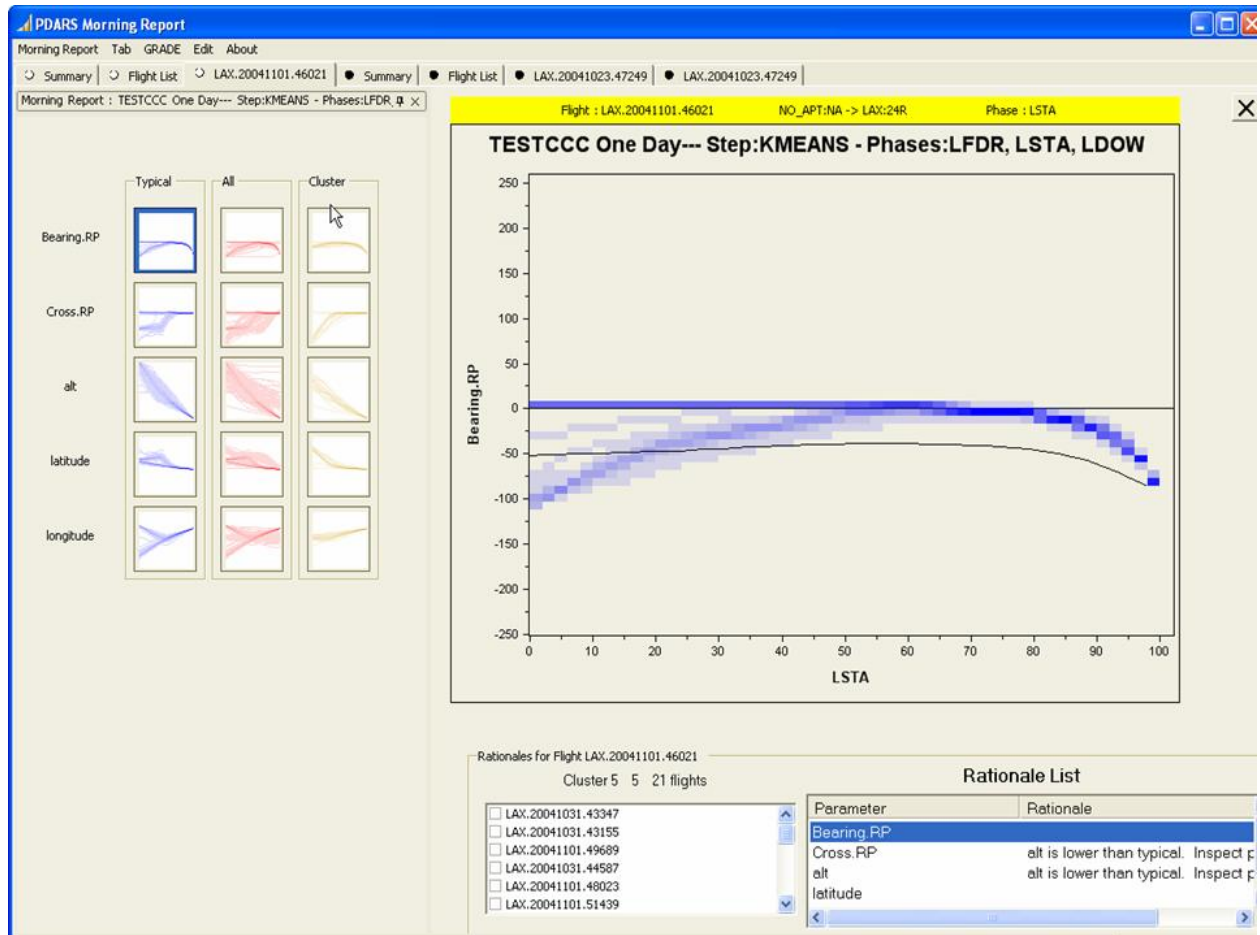 PDARS Morning Report
Morning Report Tab GRADE Edit About
Summary Flight List LAX.20041101.46021 Summary Flight List LAX.20041023.47249 LAX.20041023.47249
Morning Report : TESTCCC One Day--- Step:KMEANS - Phases:LFDR,
Typical All Cluster
Bearing.RP
Cross.RP
alt
latitude
longitude
Flight : LAX.20041101.46021 NO_APT:NA -> LAX:24R Phase : LSTA
X
TESTCCC One Day--- Step:KMEANS - Phases:LFDR, LSTA, LDOW
250
200
150
100
50
0
-50
-100
-150
-200
-250
Bearing.RP
0 10 20 30 40 50 60 70 80 90 100
LSTA
Rationales for Flight LAX.20041101.46021
Cluster 5 5 21 flights
LAX.20041031.43347
LAX.20041031.43155
LAX.20041101.49689
LAX.20041031.44587
LAX.20041101.48023
LAX.20041101.51439
Rationale List
Parameter Rationale
Bearing.RP
Cross.RP alt is lower than typical. Inspect p
alt alt is lower than typical. Inspect p
latitude